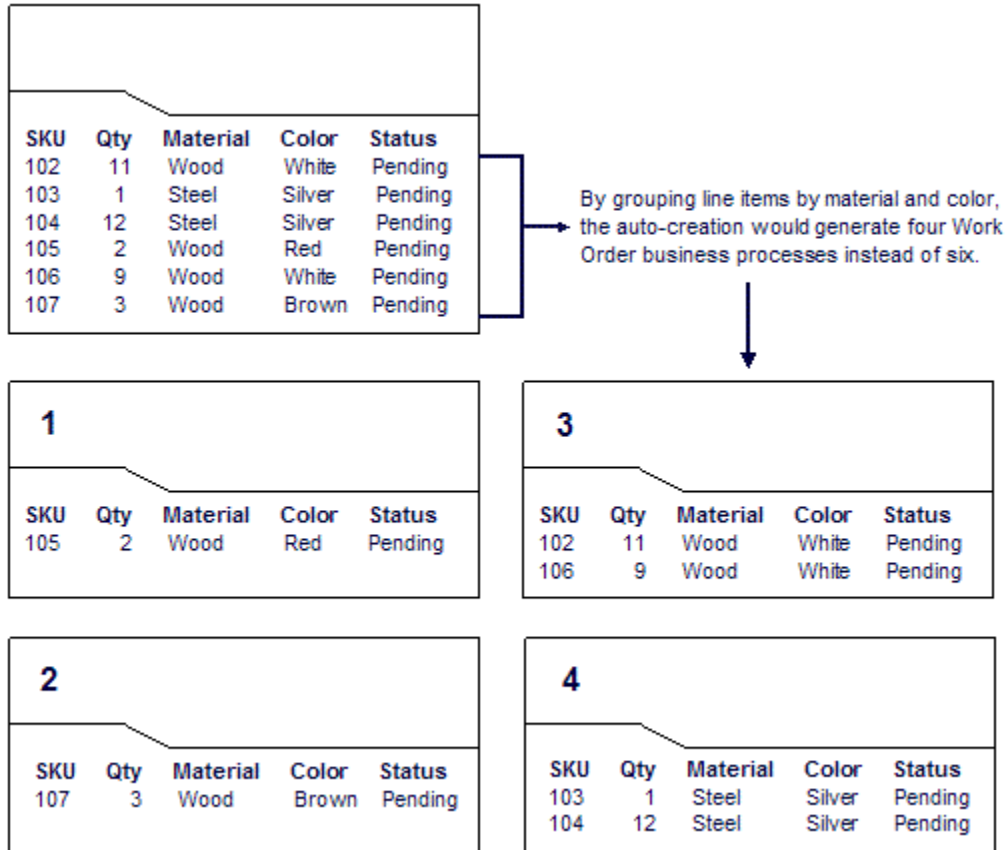 SKU Qty Material Color Status
102 11 Wood White Pending
103 1 Steel Silver Pending
104 12 Steel Silver Pending
105 2 Wood Red Pending
106 9 Wood White Pending
107 3 Wood Brown Pending
By grouping line items by material and color,
the auto-creation would generate four Work
Order business processes instead of six.
1
SKU Qty Material Color Status
105 2 Wood Red Pending
2
SKU Qty Material Color Status
107 3 Wood Brown Pending
3
SKU Qty Material Color Status
102 11 Wood White Pending
106 9 Wood White Pending
4
SKU Qty Material Color Status
103 1 Steel Silver Pending
104 12 Steel Silver Pending